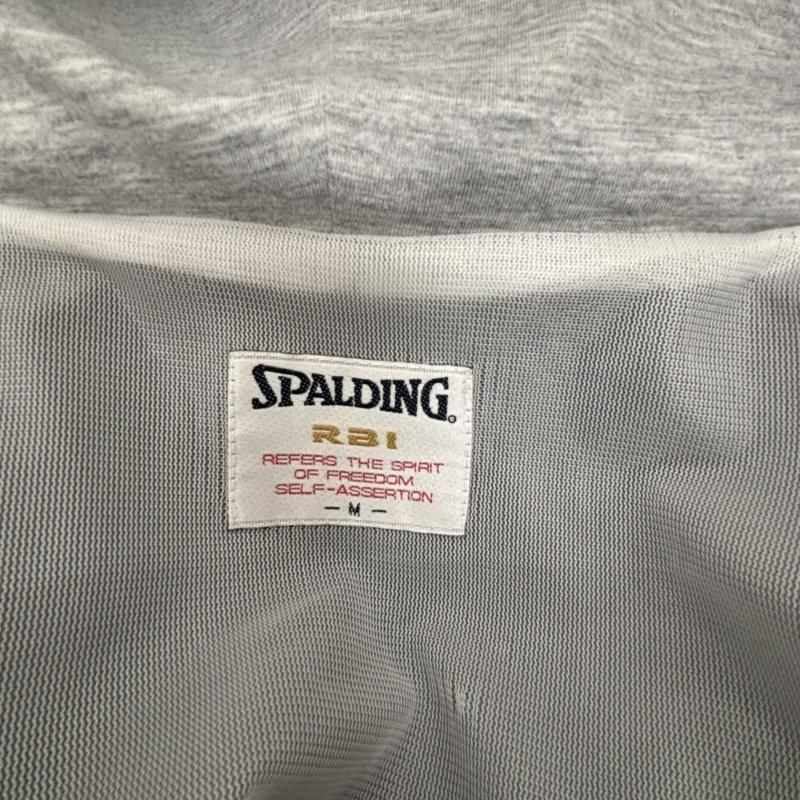 SPALDING®
RBI
REFERS THE SPIRIT
OF FREEDOM
SELF-ASSERTION
– M –